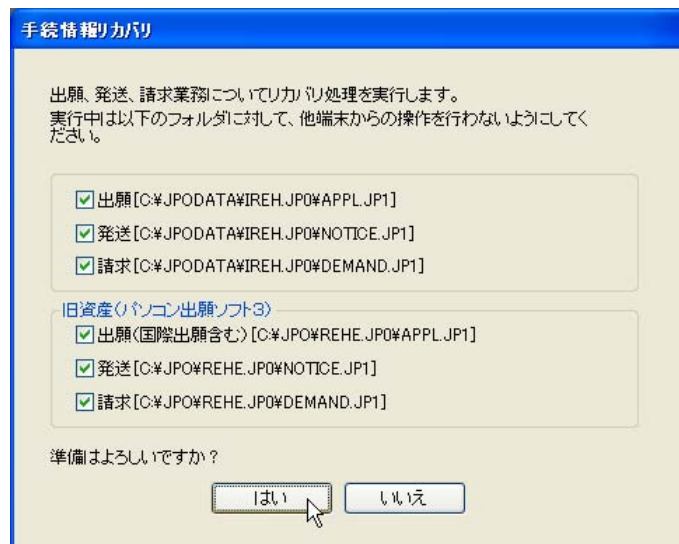 手続情報リカバリ
出願、発送、請求業務についてリカバリ処理を実行します。
実行中は以下のフォルダに対して、他端末からの操作を行わないようにしてく
ださい。
出願[C:¥JPODATA¥IREH.JP0¥APPL.JP1]
発送[C:¥JPODATA¥IREH.JP0¥NOTICE.JP1]
請求[C:¥JPODATA¥IREH.JP0¥DEMAND.JP1]
旧資産(パソコン出願ソフト3)
出願(国際出願含む)[C:¥JPO¥REHE.JP0¥APPL.JP1]
発送[C:¥JPO¥REHE.JP0¥NOTICE.JP1]
請求[C:¥JPO¥REHE.JP0¥DEMAND.JP1]
準備はよろしいですか？
はい
いいえ